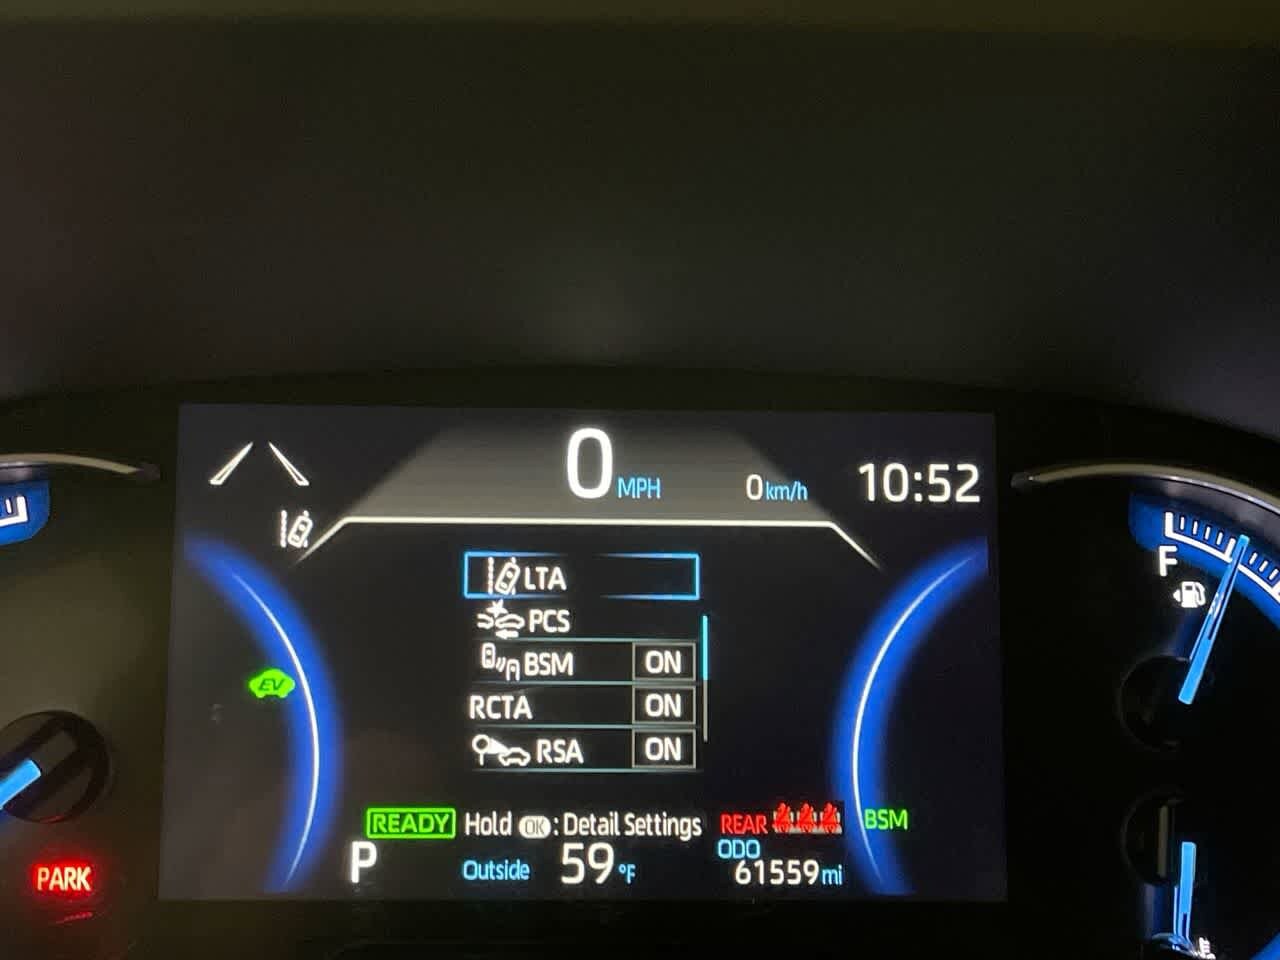 0 MPH 0 km/h 10:52
LTA
PCS
BSM ON
RCTA ON
RSA ON
F
EV
READY Hold OK : Detail Settings REAR BSM
P Outside 59 °F ODO 61559 mi
PARK